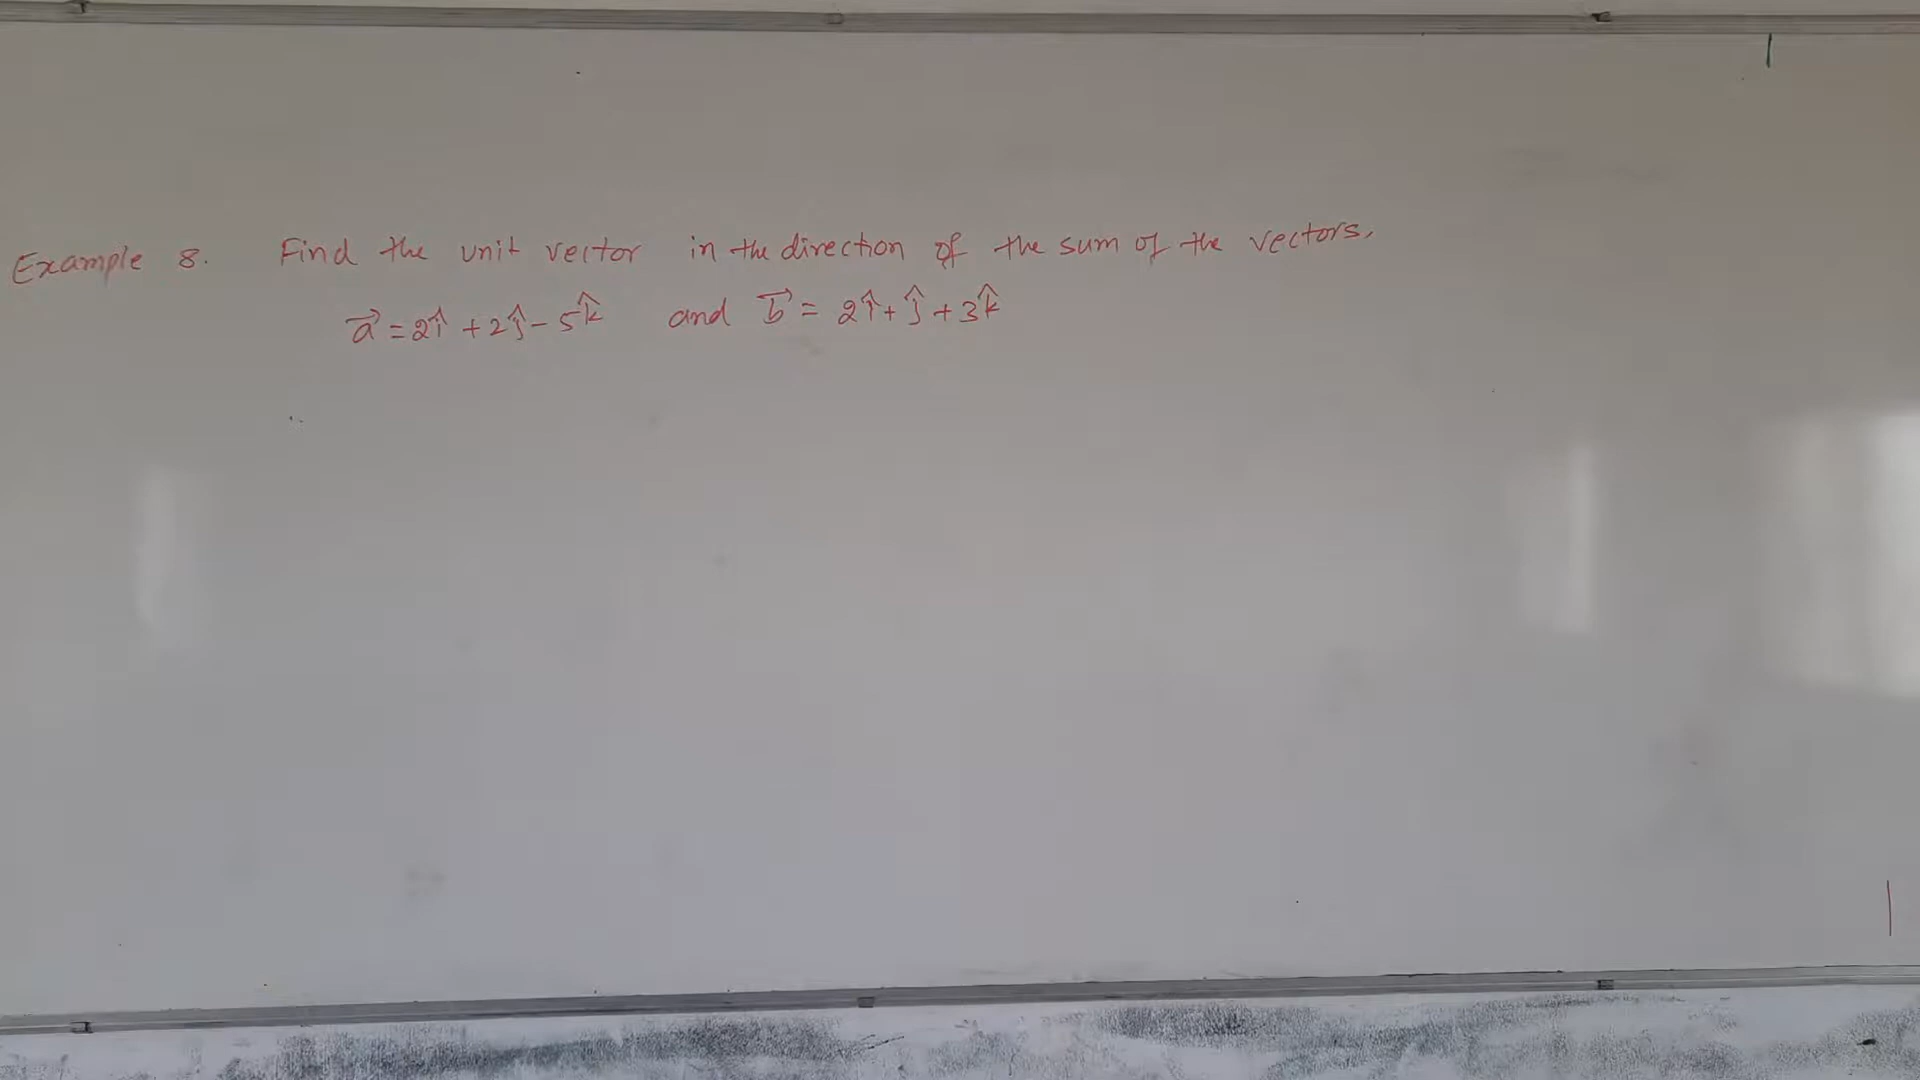 Example 8. Find the unit vector in the direction of the sum of the vectors,
a⃗ = 2î + 2ĵ - 5k̂ and b⃗ = 2î + ĵ + 3k̂